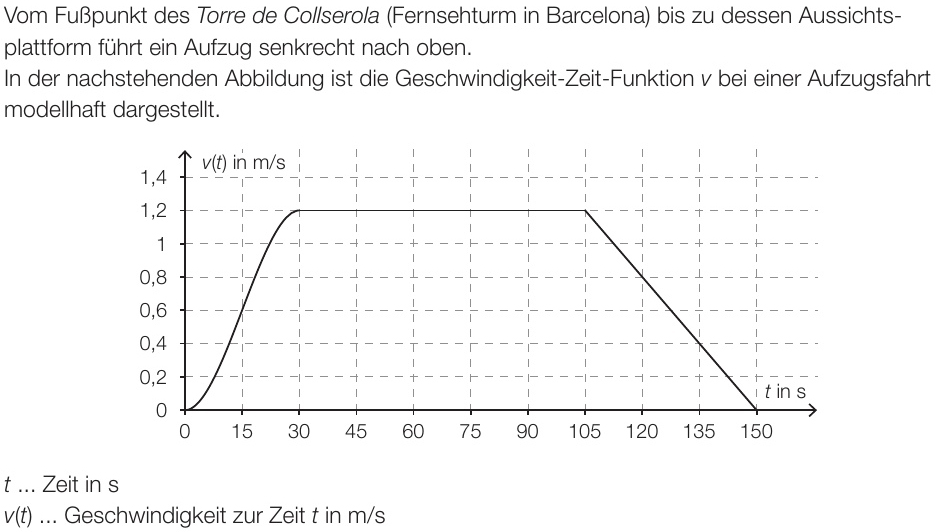 Vom Fußpunkt des Torre de Collserola (Fernsehturm in Barcelona) bis zu dessen Aussichts-
plattform führt ein Aufzug senkrecht nach oben.
In der nachstehenden Abbildung ist die Geschwindigkeit-Zeit-Funktion v bei einer Aufzugsfahrt
modellhaft dargestellt.
v(t) in m/s
1,4
1,2
1
0,8
0,6
0,4
0,2
0
t in s
0 15 30 45 60 75 90 105 120 135 150
t ... Zeit in s
v(t) ... Geschwindigkeit zur Zeit t in m/s